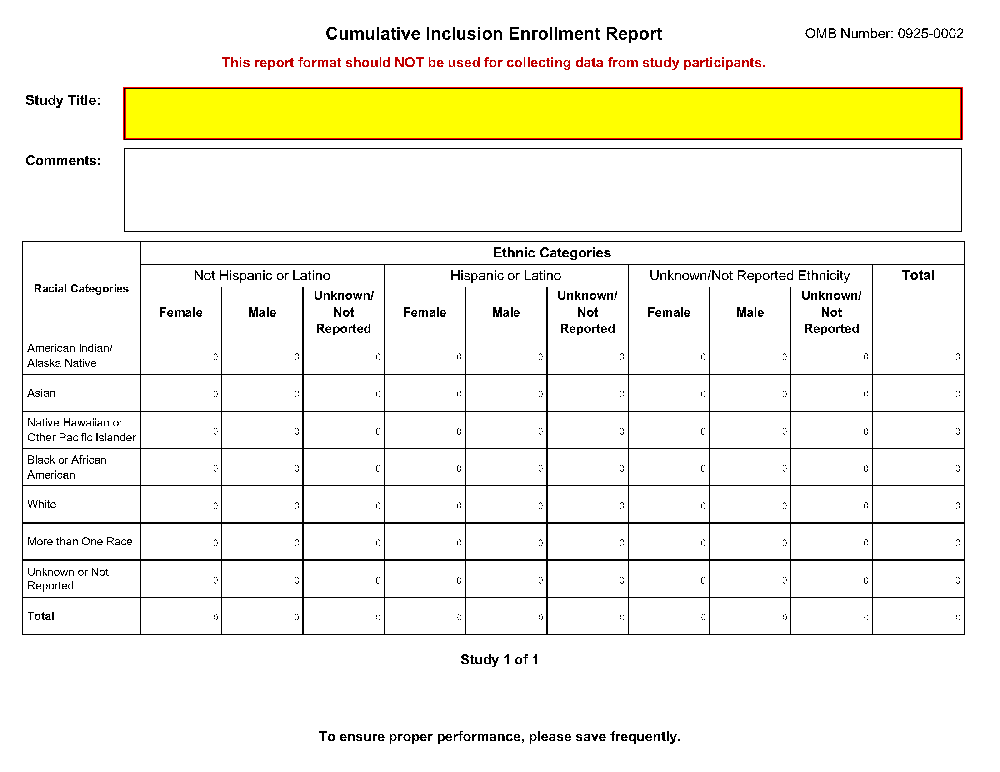 Cumulative Inclusion Enrollment Report
OMB Number: 0925-0002
This report format should NOT be used for collecting data from study participants.
Study Title:
Comments:
Racial Categories
Ethnic Categories
Not Hispanic or Latino Hispanic or Latino Unknown/Not Reported Ethnicity Total
Female Male Unknown/ Not Reported Female Male Unknown/ Not Reported Female Male Unknown/ Not Reported
American Indian/
Alaska Native
0 0 0 0 0 0 0 0 0 0
Asian 0 0 0 0 0 0 0 0 0 0
Native Hawaiian or
Other Pacific Islander
0 0 0 0 0 0 0 0 0 0
Black or African
American
0 0 0 0 0 0 0 0 0 0
White 0 0 0 0 0 0 0 0 0 0
More than One Race 0 0 0 0 0 0 0 0 0 0
Unknown or Not
Reported
0 0 0 0 0 0 0 0 0 0
Total 0 0 0 0 0 0 0 0 0 0
Study 1 of 1
To ensure proper performance, please save frequently.